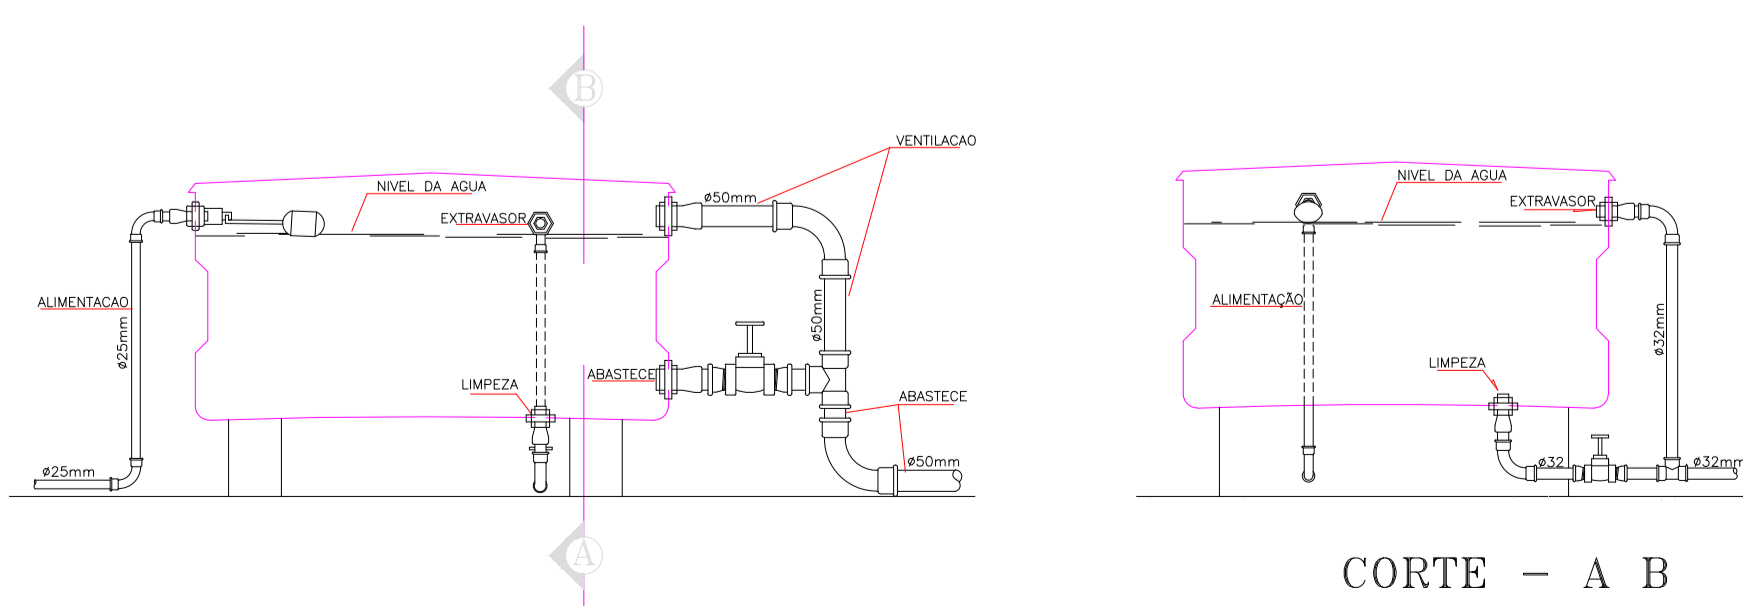 B
VENTILACAO
NIVEL DA AGUA
ø50mm
EXTRAVASOR
ALIMENTACAO
ø25mm
ø50mm
ABASTECE
LIMPEZA
ABASTECE
ø25mm
ø50mm
A
NIVEL DA AGUA
EXTRAVASOR
ALIMENTAÇÃO
ø32mm
LIMPEZA
ø32
ø32mm
CORTE - A B